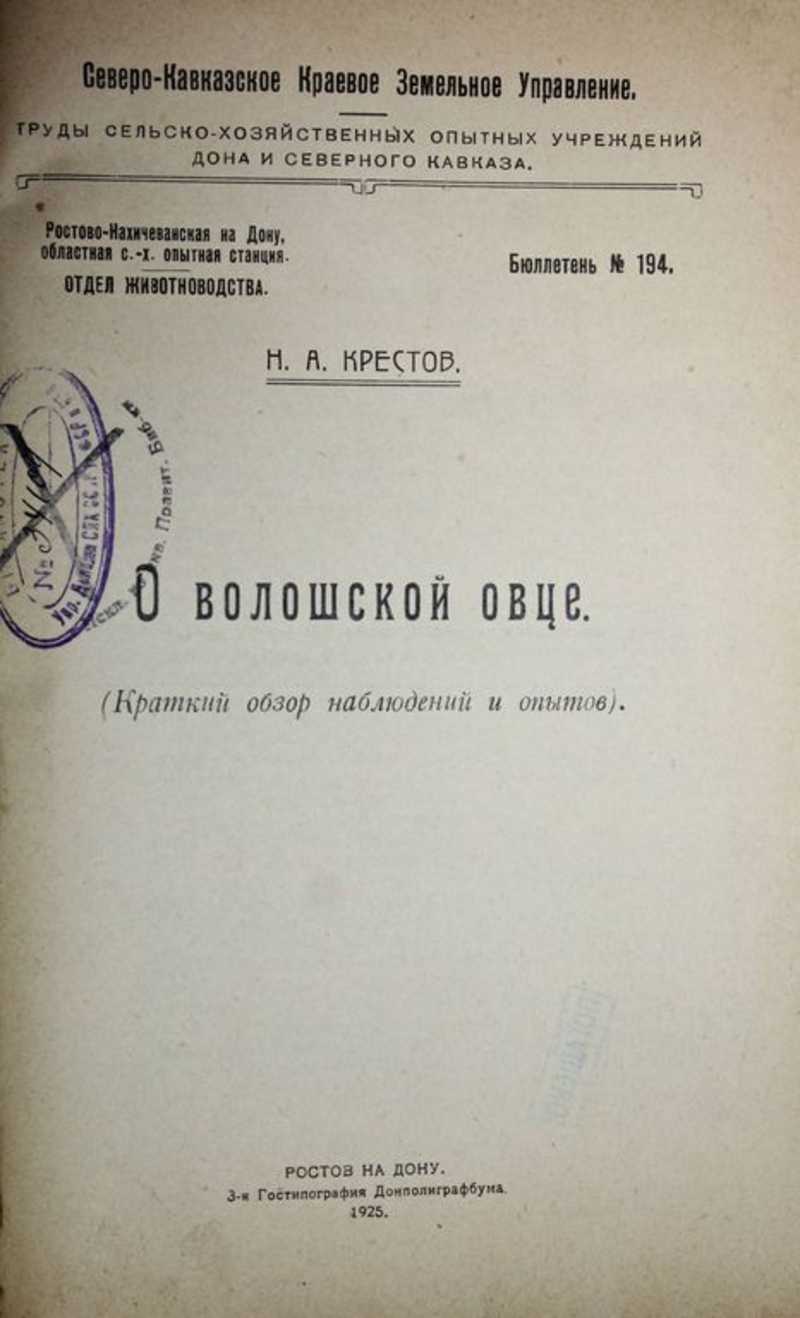 Северо-Кавказское Краевое Земельное Управление.
ТРУДЫ СЕЛЬСКО-ХОЗЯЙСТВЕННЫХ ОПЫТНЫХ УЧРЕЖДЕНИЙ
ДОНА И СЕВЕРНОГО КАВКАЗА.
Ростово-Нахичеванская на Дону,
областная с.-х. опытная станция.
ОТДЕЛ ЖИВОТНОВОДСТВА.
Бюллетень № 194.
Н. А. КРЕСТОВ.
№
О ВОЛОШСКОЙ ОВЦЕ.
(Краткий обзор наблюдений и опытов).
РОСТОВ НА ДОНУ.
3-я Гостипография Донполиграфбума.
1925.